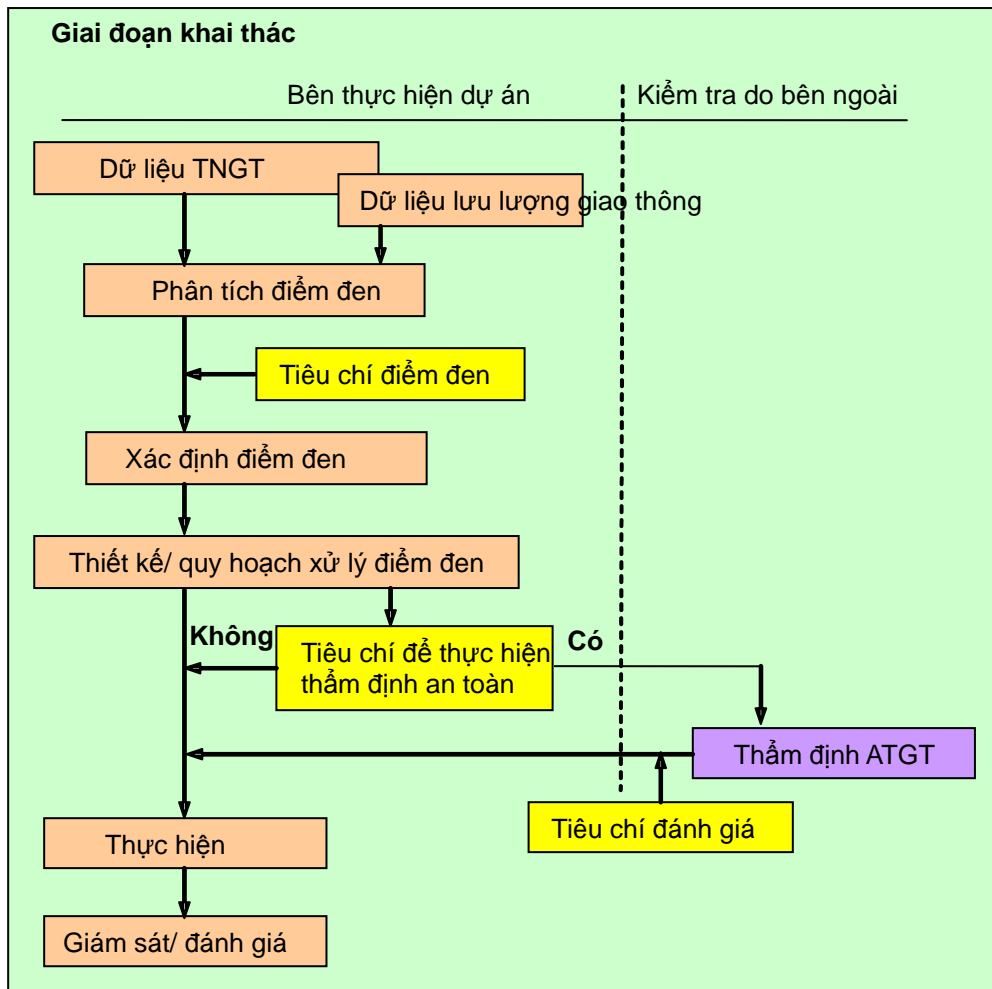 Giai đoạn khai thác
Bên thực hiện dự án
Kiểm tra do bên ngoài
Dữ liệu TNGT
Dữ liệu lưu lượng giao thông
Phân tích điểm đen
Tiêu chí điểm đen
Xác định điểm đen
Thiết kế/ quy hoạch xử lý điểm đen
Không
Tiêu chí để thực hiện
thẩm định an toàn
Có
Thẩm định ATGT
Tiêu chí đánh giá
Thực hiện
Giám sát/ đánh giá